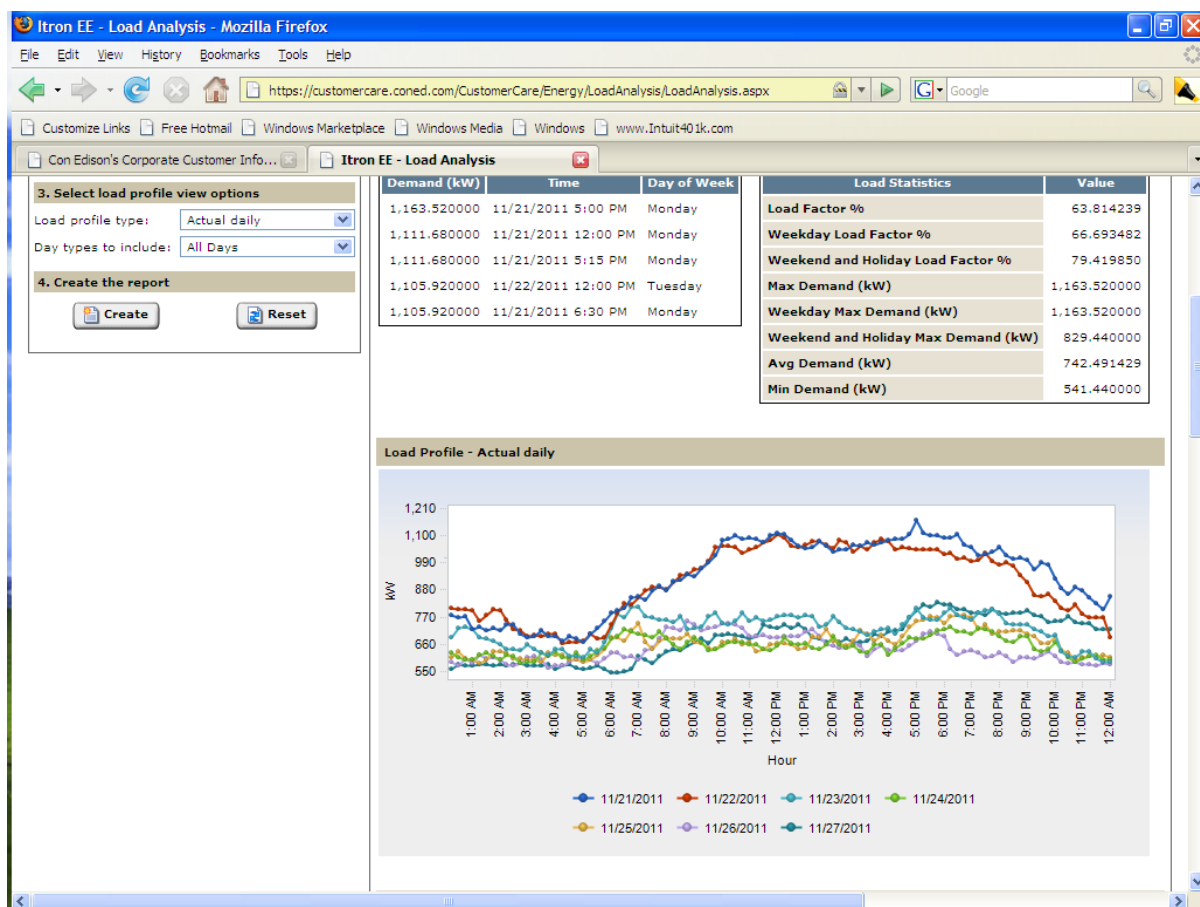 Itron EE - Load Analysis - Mozilla Firefox
File Edit View History Bookmarks Tools Help
https://customercare.coned.com/CustomerCare/Energy/LoadAnalysis/LoadAnalysis.aspx
G Google
Customize Links Free Hotmail Windows Marketplace Windows Media Windows www.Intuit401k.com
Con Edison's Corporate Customer Info... Itron EE - Load Analysis
3. Select load profile view options
Load profile type: Actual daily
Day types to include: All Days
4. Create the report
Create Reset
Demand (kW) Time Day of Week
1,163.520000 11/21/2011 5:00 PM Monday
1,111.680000 11/21/2011 12:00 PM Monday
1,111.680000 11/21/2011 5:15 PM Monday
1,105.920000 11/22/2011 12:00 PM Tuesday
1,105.920000 11/21/2011 6:30 PM Monday
Load Statistics Value
Load Factor % 63.814239
Weekday Load Factor % 66.693482
Weekend and Holiday Load Factor % 79.419850
Max Demand (kW) 1,163.520000
Weekday Max Demand (kW) 1,163.520000
Weekend and Holiday Max Demand (kW) 829.440000
Avg Demand (kW) 742.491429
Min Demand (kW) 541.440000
Load Profile - Actual daily
1,210
1,100
990
880
770
660
550
kW
1:00 AM
2:00 AM
3:00 AM
4:00 AM
5:00 AM
6:00 AM
7:00 AM
8:00 AM
9:00 AM
10:00 AM
11:00 AM
12:00 PM
1:00 PM
2:00 PM
3:00 PM
4:00 PM
5:00 PM
6:00 PM
7:00 PM
8:00 PM
9:00 PM
10:00 PM
11:00 PM
12:00 AM
Hour
11/21/2011 11/22/2011 11/23/2011 11/24/2011
11/25/2011 11/26/2011 11/27/2011